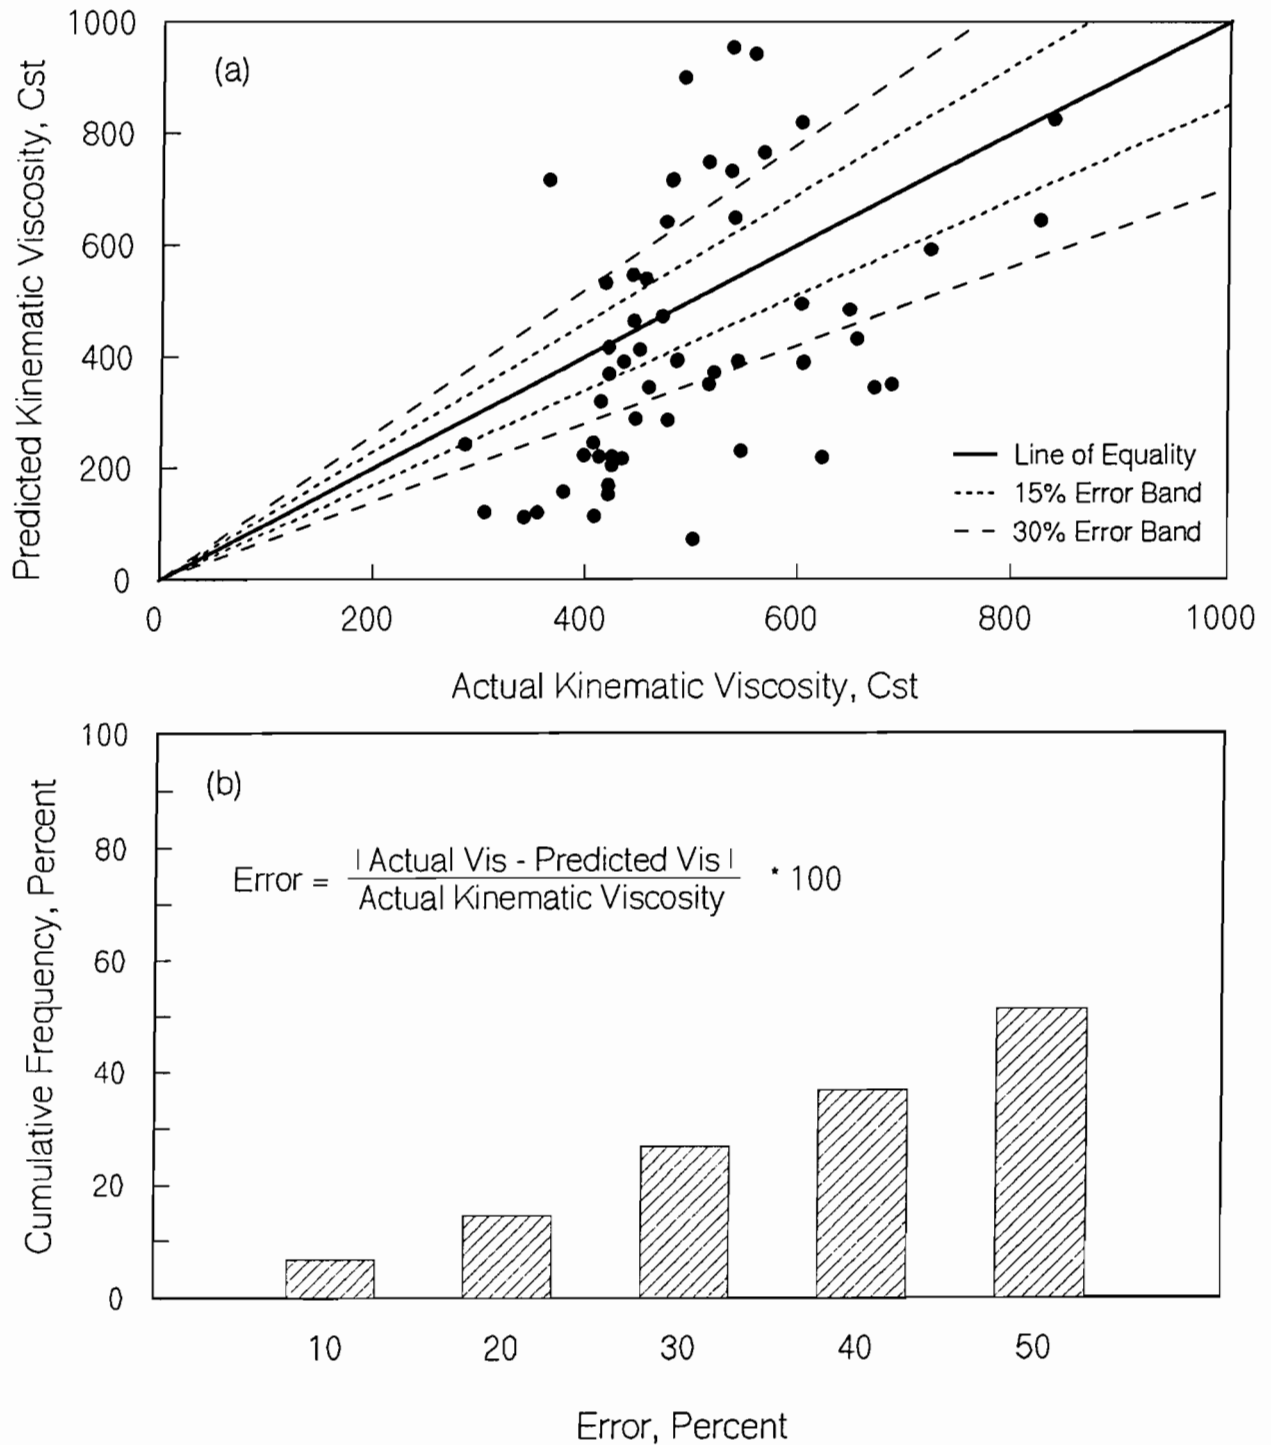 1000
800
600
400
200
0
Predicted Kinematic Viscosity, Cst
(a)
Line of Equality
15% Error Band
30% Error Band
0 200 400 600 800 1000
Actual Kinematic Viscosity, Cst
100
80
60
40
20
0
Cumulative Frequency, Percent
(b)
Error = | Actual Vis - Predicted Vis | * 100
Actual Kinematic Viscosity
10 20 30 40 50
Error, Percent